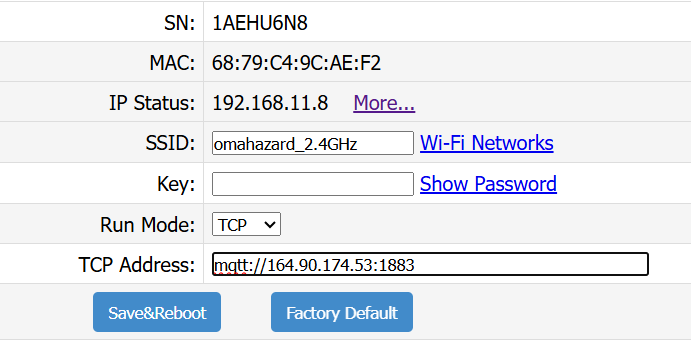 SN: 1AEHU6N8
MAC: 68:79:C4:9C:AE:F2
IP Status: 192.168.11.8 More...
SSID: omahazard_2.4GHz Wi-Fi Networks
Key: Show Password
Run Mode: TCP
TCP Address: mqtt://164.90.174.53:1883
Save&Reboot Factory Default